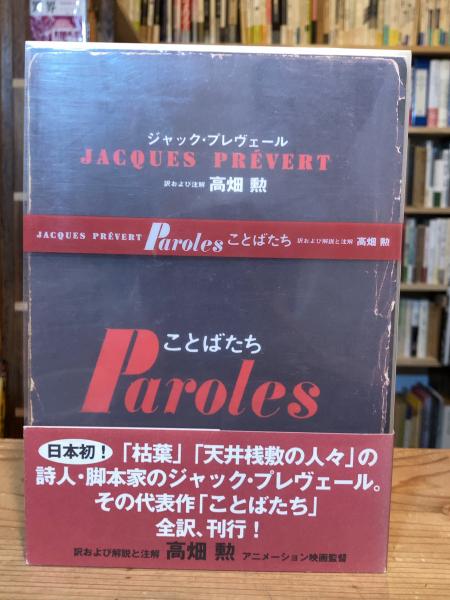 ジャック・プレヴェール
JACQUES PRÉVERT
訳および注解 高畑 勲
JACQUES PRÉVERT Paroles ことばたち 訳および解説と注解 高畑 勲
ことばたち
Paroles
日本初! 「枯葉」「天井桟敷の人々」の
詩人・脚本家のジャック・プレヴェール。
その代表作「ことばたち」
全訳、刊行!
訳および解説と注解 高畑 勲 アニメーション映画監督